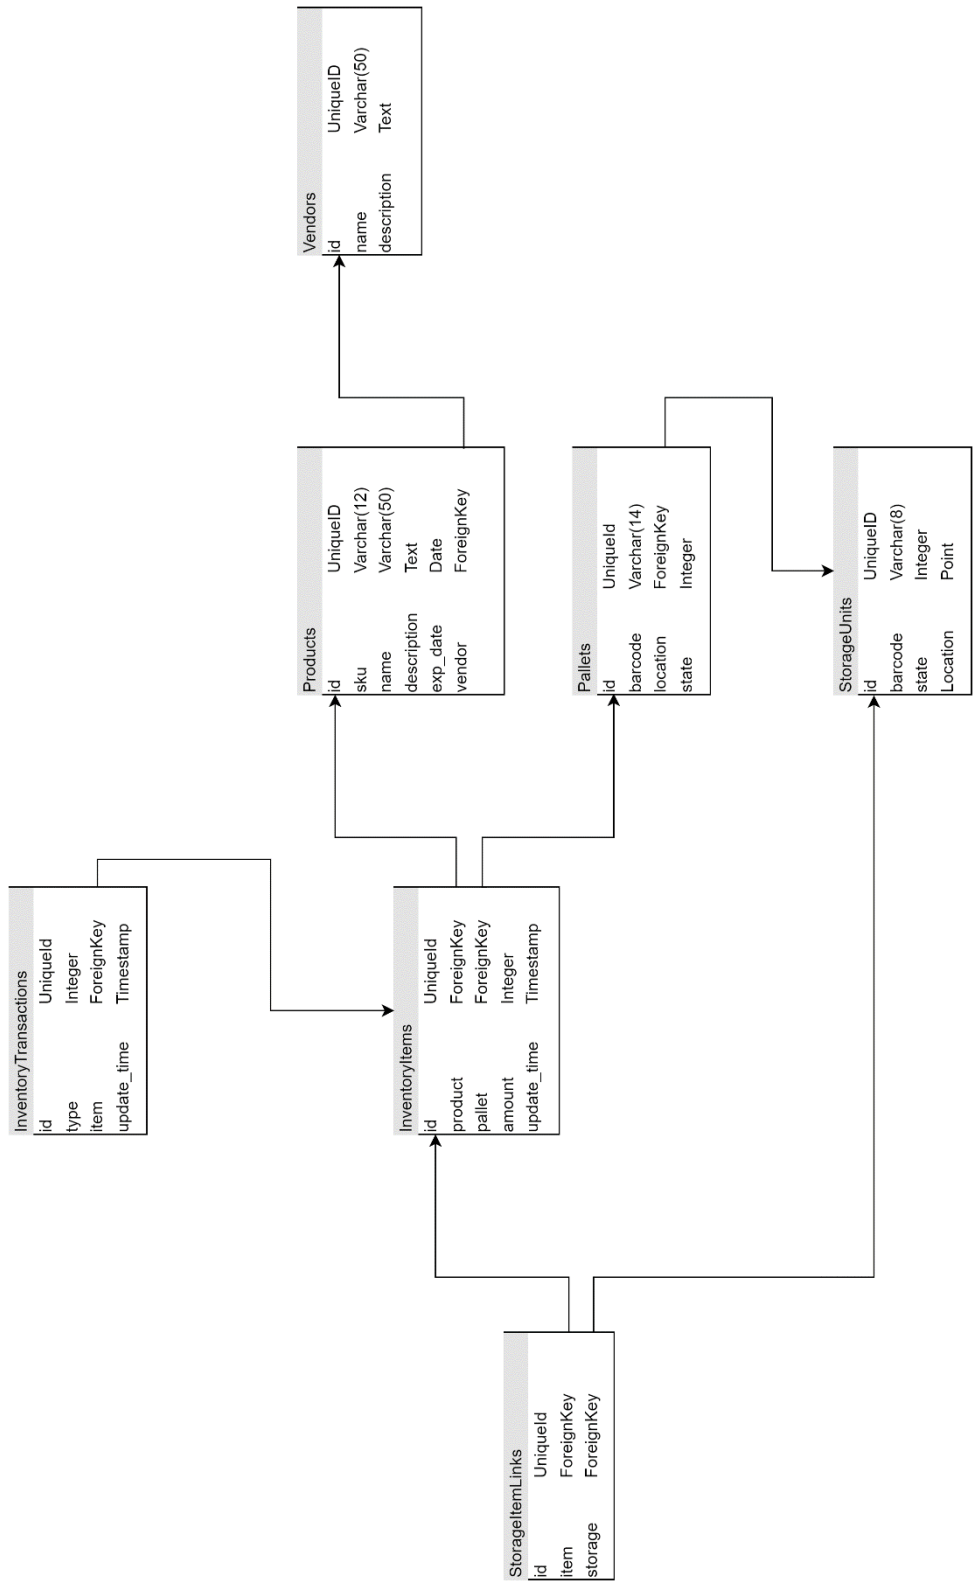 Vendors
id UniqueID
name Varchar(50)
description Text
Products
id UniqueID
sku Varchar(12)
name Varchar(50)
description Text
exp_date Date
vendor ForeignKey
Pallets
id UniqueId
barcode Varchar(14)
location ForeignKey
state Integer
StorageUnits
id UniqueID
barcode Varchar(8)
state Integer
Location Point
InventoryTransactions
id UniqueId
type Integer
item ForeignKey
update_time Timestamp
InventoryItems
id UniqueId
product ForeignKey
pallet ForeignKey
amount Integer
update_time Timestamp
StorageItemLinks
id UniqueId
item ForeignKey
storage ForeignKey